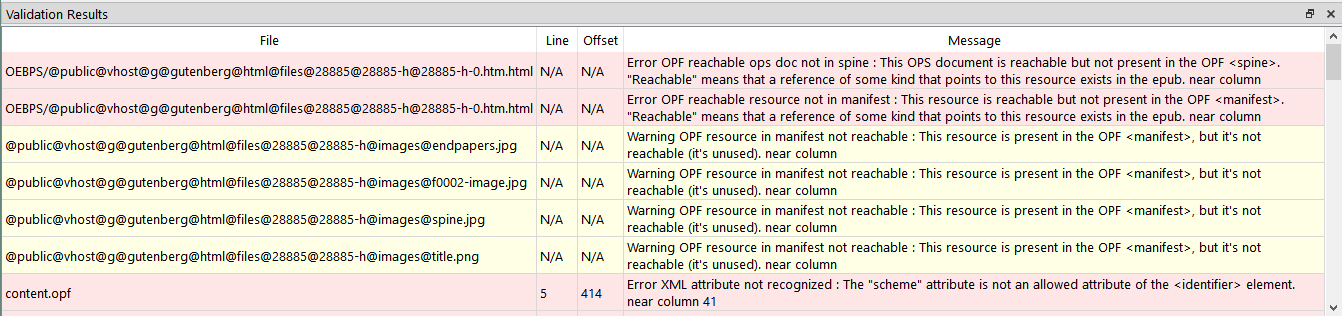 Validation Results
File Line Offset Message
OEBPS/@public@vhost@g@gutenberg@html@files@28885@28885-h@28885-h-0.htm.html N/A N/A Error OPF reachable ops doc not in spine : This OPS document is reachable but not present in the OPF <spine>.
"Reachable" means that a reference of some kind that points to this resource exists in the epub. near column
OEBPS/@public@vhost@g@gutenberg@html@files@28885@28885-h@28885-h-0.htm.html N/A N/A Error OPF reachable resource not in manifest : This resource is reachable but not present in the OPF <manifest>.
"Reachable" means that a reference of some kind that points to this resource exists in the epub. near column
@public@vhost@g@gutenberg@html@files@28885@28885-h@images@endpapers.jpg N/A N/A Warning OPF resource in manifest not reachable : This resource is present in the OPF <manifest>, but it's not
reachable (it's unused). near column
@public@vhost@g@gutenberg@html@files@28885@28885-h@images@f0002-image.jpg N/A N/A Warning OPF resource in manifest not reachable : This resource is present in the OPF <manifest>, but it's not
reachable (it's unused). near column
@public@vhost@g@gutenberg@html@files@28885@28885-h@images@spine.jpg N/A N/A Warning OPF resource in manifest not reachable : This resource is present in the OPF <manifest>, but it's not
reachable (it's unused). near column
@public@vhost@g@gutenberg@html@files@28885@28885-h@images@title.png N/A N/A Warning OPF resource in manifest not reachable : This resource is present in the OPF <manifest>, but it's not
reachable (it's unused). near column
content.opf 5 414 Error XML attribute not recognized : The "scheme" attribute is not an allowed attribute of the <identifier> element.
near column 41